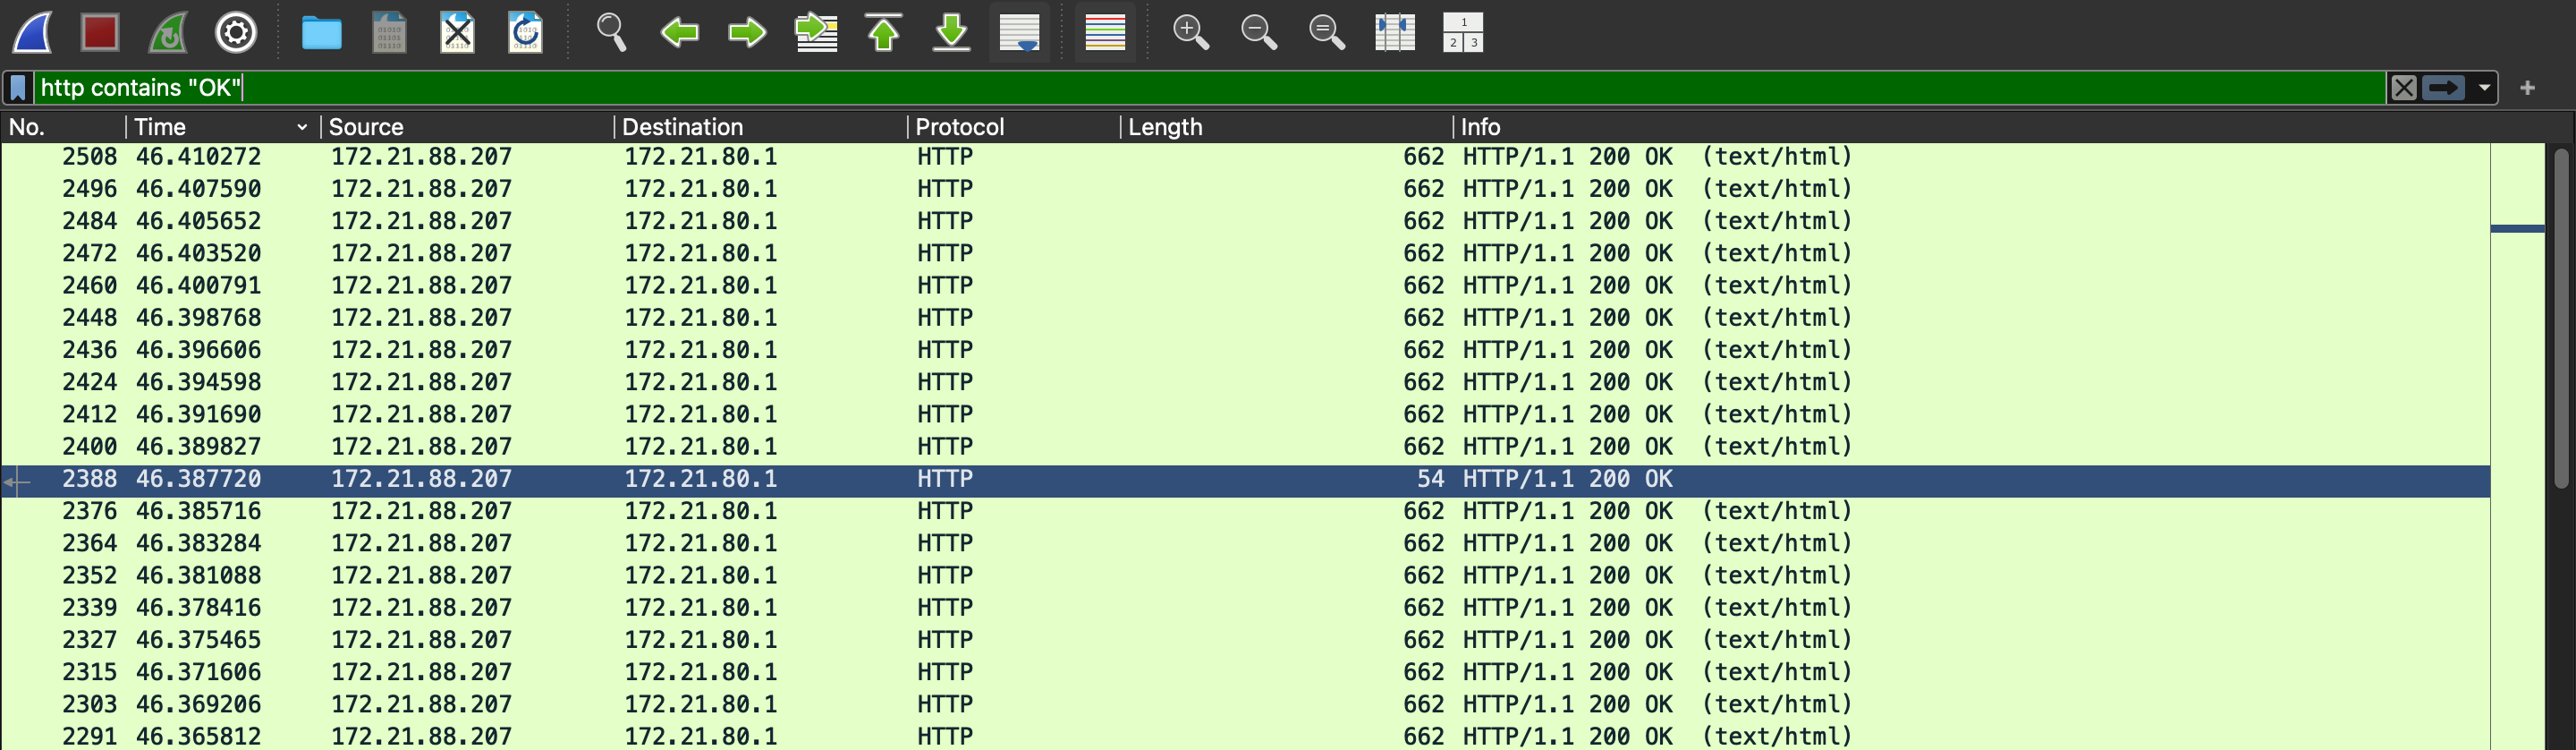 1
2 3
http contains "OK"
No. Time Source Destination Protocol Length Info
2508 46.410272 172.21.88.207 172.21.80.1 HTTP 662 HTTP/1.1 200 OK (text/html)
2496 46.407590 172.21.88.207 172.21.80.1 HTTP 662 HTTP/1.1 200 OK (text/html)
2484 46.405652 172.21.88.207 172.21.80.1 HTTP 662 HTTP/1.1 200 OK (text/html)
2472 46.403520 172.21.88.207 172.21.80.1 HTTP 662 HTTP/1.1 200 OK (text/html)
2460 46.400791 172.21.88.207 172.21.80.1 HTTP 662 HTTP/1.1 200 OK (text/html)
2448 46.398768 172.21.88.207 172.21.80.1 HTTP 662 HTTP/1.1 200 OK (text/html)
2436 46.396606 172.21.88.207 172.21.80.1 HTTP 662 HTTP/1.1 200 OK (text/html)
2424 46.394598 172.21.88.207 172.21.80.1 HTTP 662 HTTP/1.1 200 OK (text/html)
2412 46.391690 172.21.88.207 172.21.80.1 HTTP 662 HTTP/1.1 200 OK (text/html)
2400 46.389827 172.21.88.207 172.21.80.1 HTTP 662 HTTP/1.1 200 OK (text/html)
2388 46.387720 172.21.88.207 172.21.80.1 HTTP 54 HTTP/1.1 200 OK
2376 46.385716 172.21.88.207 172.21.80.1 HTTP 662 HTTP/1.1 200 OK (text/html)
2364 46.383284 172.21.88.207 172.21.80.1 HTTP 662 HTTP/1.1 200 OK (text/html)
2352 46.381088 172.21.88.207 172.21.80.1 HTTP 662 HTTP/1.1 200 OK (text/html)
2339 46.378416 172.21.88.207 172.21.80.1 HTTP 662 HTTP/1.1 200 OK (text/html)
2327 46.375465 172.21.88.207 172.21.80.1 HTTP 662 HTTP/1.1 200 OK (text/html)
2315 46.371606 172.21.88.207 172.21.80.1 HTTP 662 HTTP/1.1 200 OK (text/html)
2303 46.369206 172.21.88.207 172.21.80.1 HTTP 662 HTTP/1.1 200 OK (text/html)
2291 46.365812 172.21.88.207 172.21.80.1 HTTP 662 HTTP/1.1 200 OK (text/html)